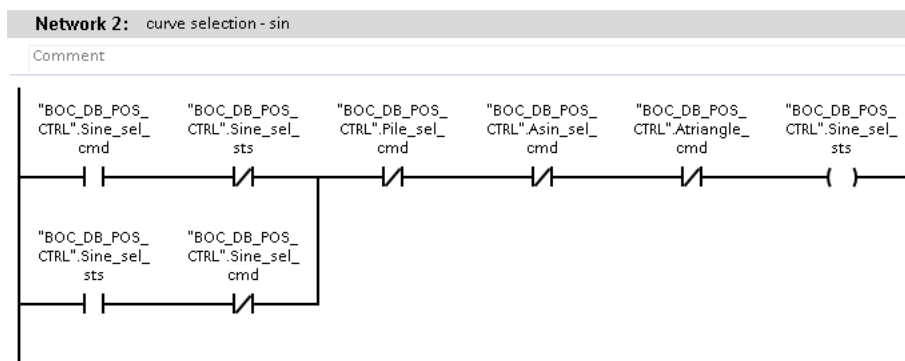 Network 2: curve selection - sin
Comment
"BOC_DB_POS_
CTRL".Sine_sel_
cmd
"BOC_DB_POS_
CTRL".Sine_sel_
sts
"BOC_DB_POS_
CTRL".Pile_sel_
cmd
"BOC_DB_POS_
CTRL".Asin_sel_
cmd
"BOC_DB_POS_
CTRL".Atriangle_
cmd
"BOC_DB_POS_
CTRL".Sine_sel_
sts
"BOC_DB_POS_
CTRL".Sine_sel_
sts
"BOC_DB_POS_
CTRL".Sine_sel_
cmd